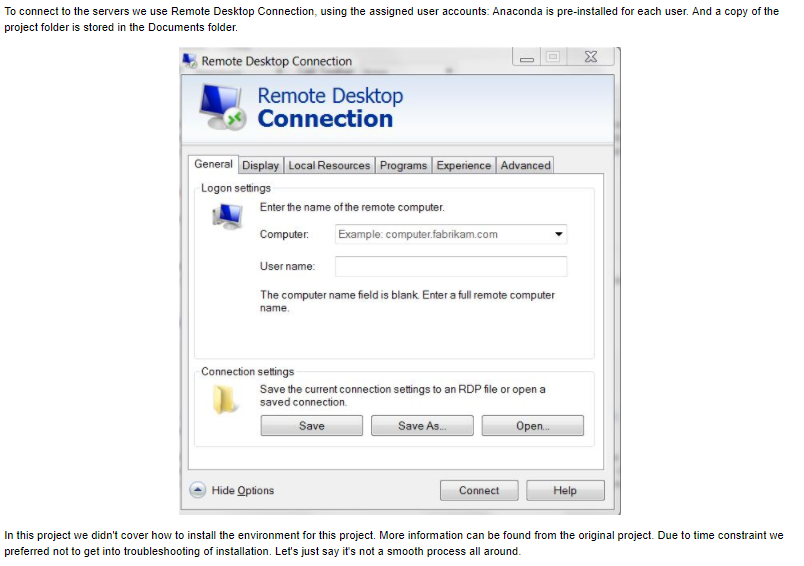 To connect to the servers we use Remote Desktop Connection, using the assigned user accounts: Anaconda is pre-installed for each user. And a copy of the
project folder is stored in the Documents folder.
Remote Desktop Connection
Remote Desktop
Connection
General Display Local Resources Programs Experience Advanced
Logon settings
Enter the name of the remote computer.
Computer: Example: computer.fabrikam.com
User name:
The computer name field is blank. Enter a full remote computer
name.
Connection settings
Save the current connection settings to an RDP file or open a
saved connection.
Save Save As... Open...
Hide Options Connect Help
In this project we didn't cover how to install the environment for this project. More information can be found from the original project. Due to time constraint we
preferred not to get into troubleshooting of installation. Let's just say it's not a smooth process all around.